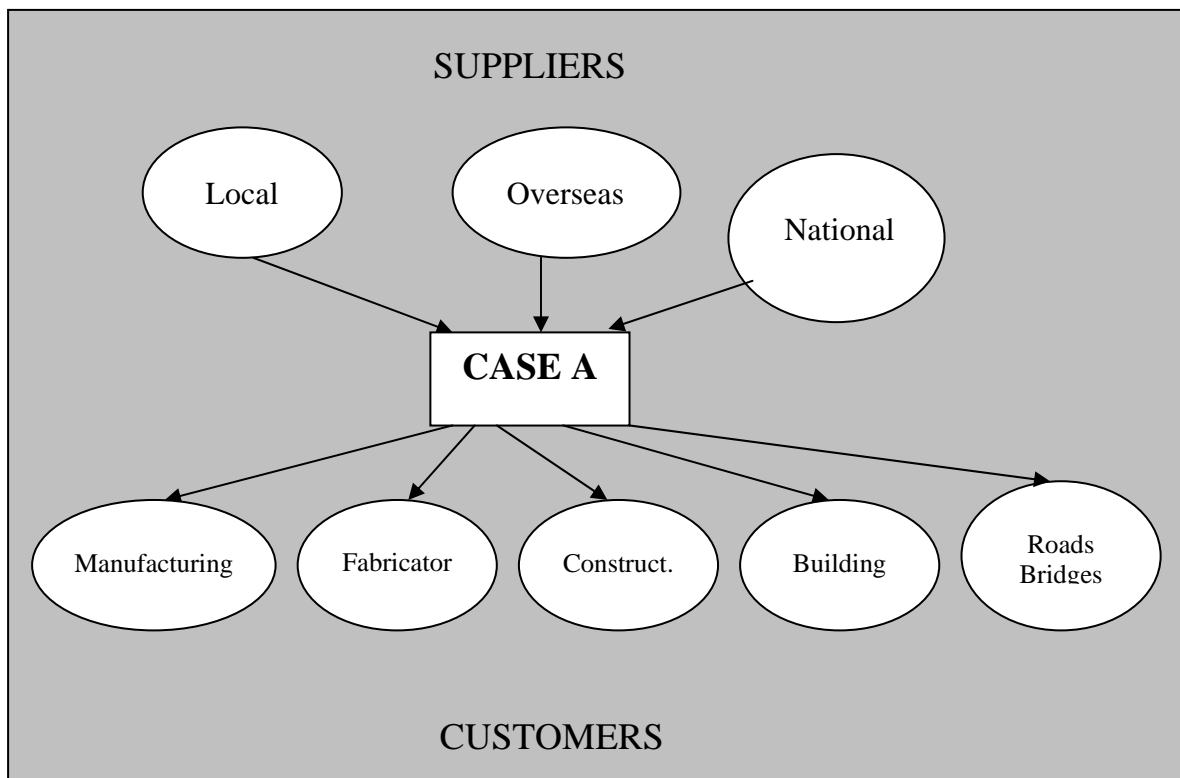 SUPPLIERS
Local
Overseas
National
CASE A
Manufacturing
Fabricator
Construct.
Building
Roads
Bridges
CUSTOMERS